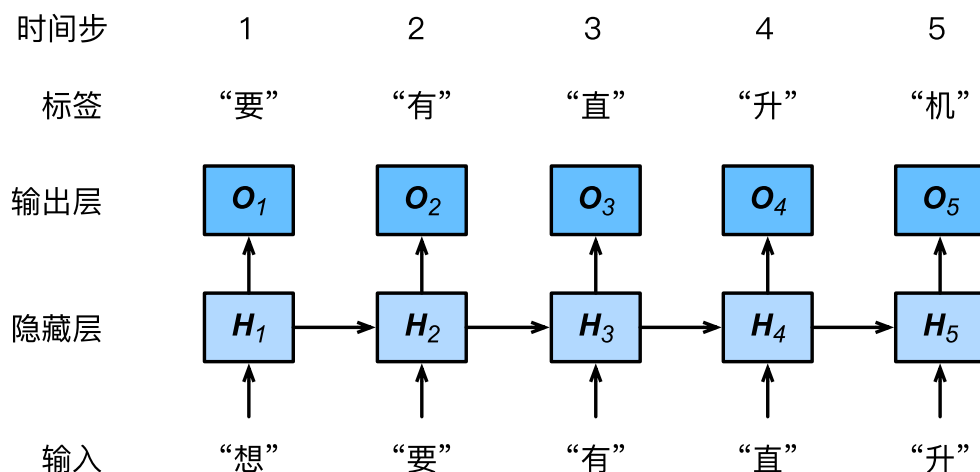 时间步 1 2 3 4 5
标签 “要” “有” “直” “升” “机”
输出层 O1 O2 O3 O4 O5
隐藏层 H1 H2 H3 H4 H5
输入 “想” “要” “有” “直” “升”